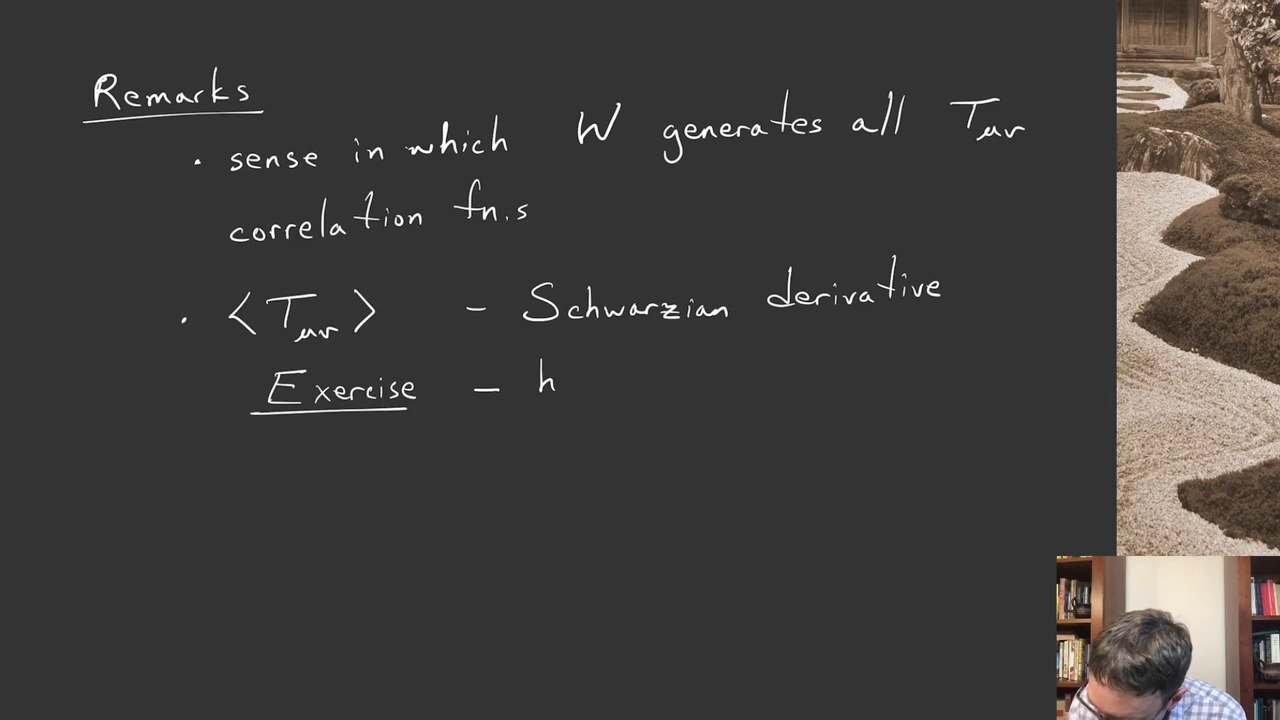 Remarks
· sense in which W generates all Tμν
correlation fn.s
· <Tμν> - Schwarzian derivative
Exercise - h